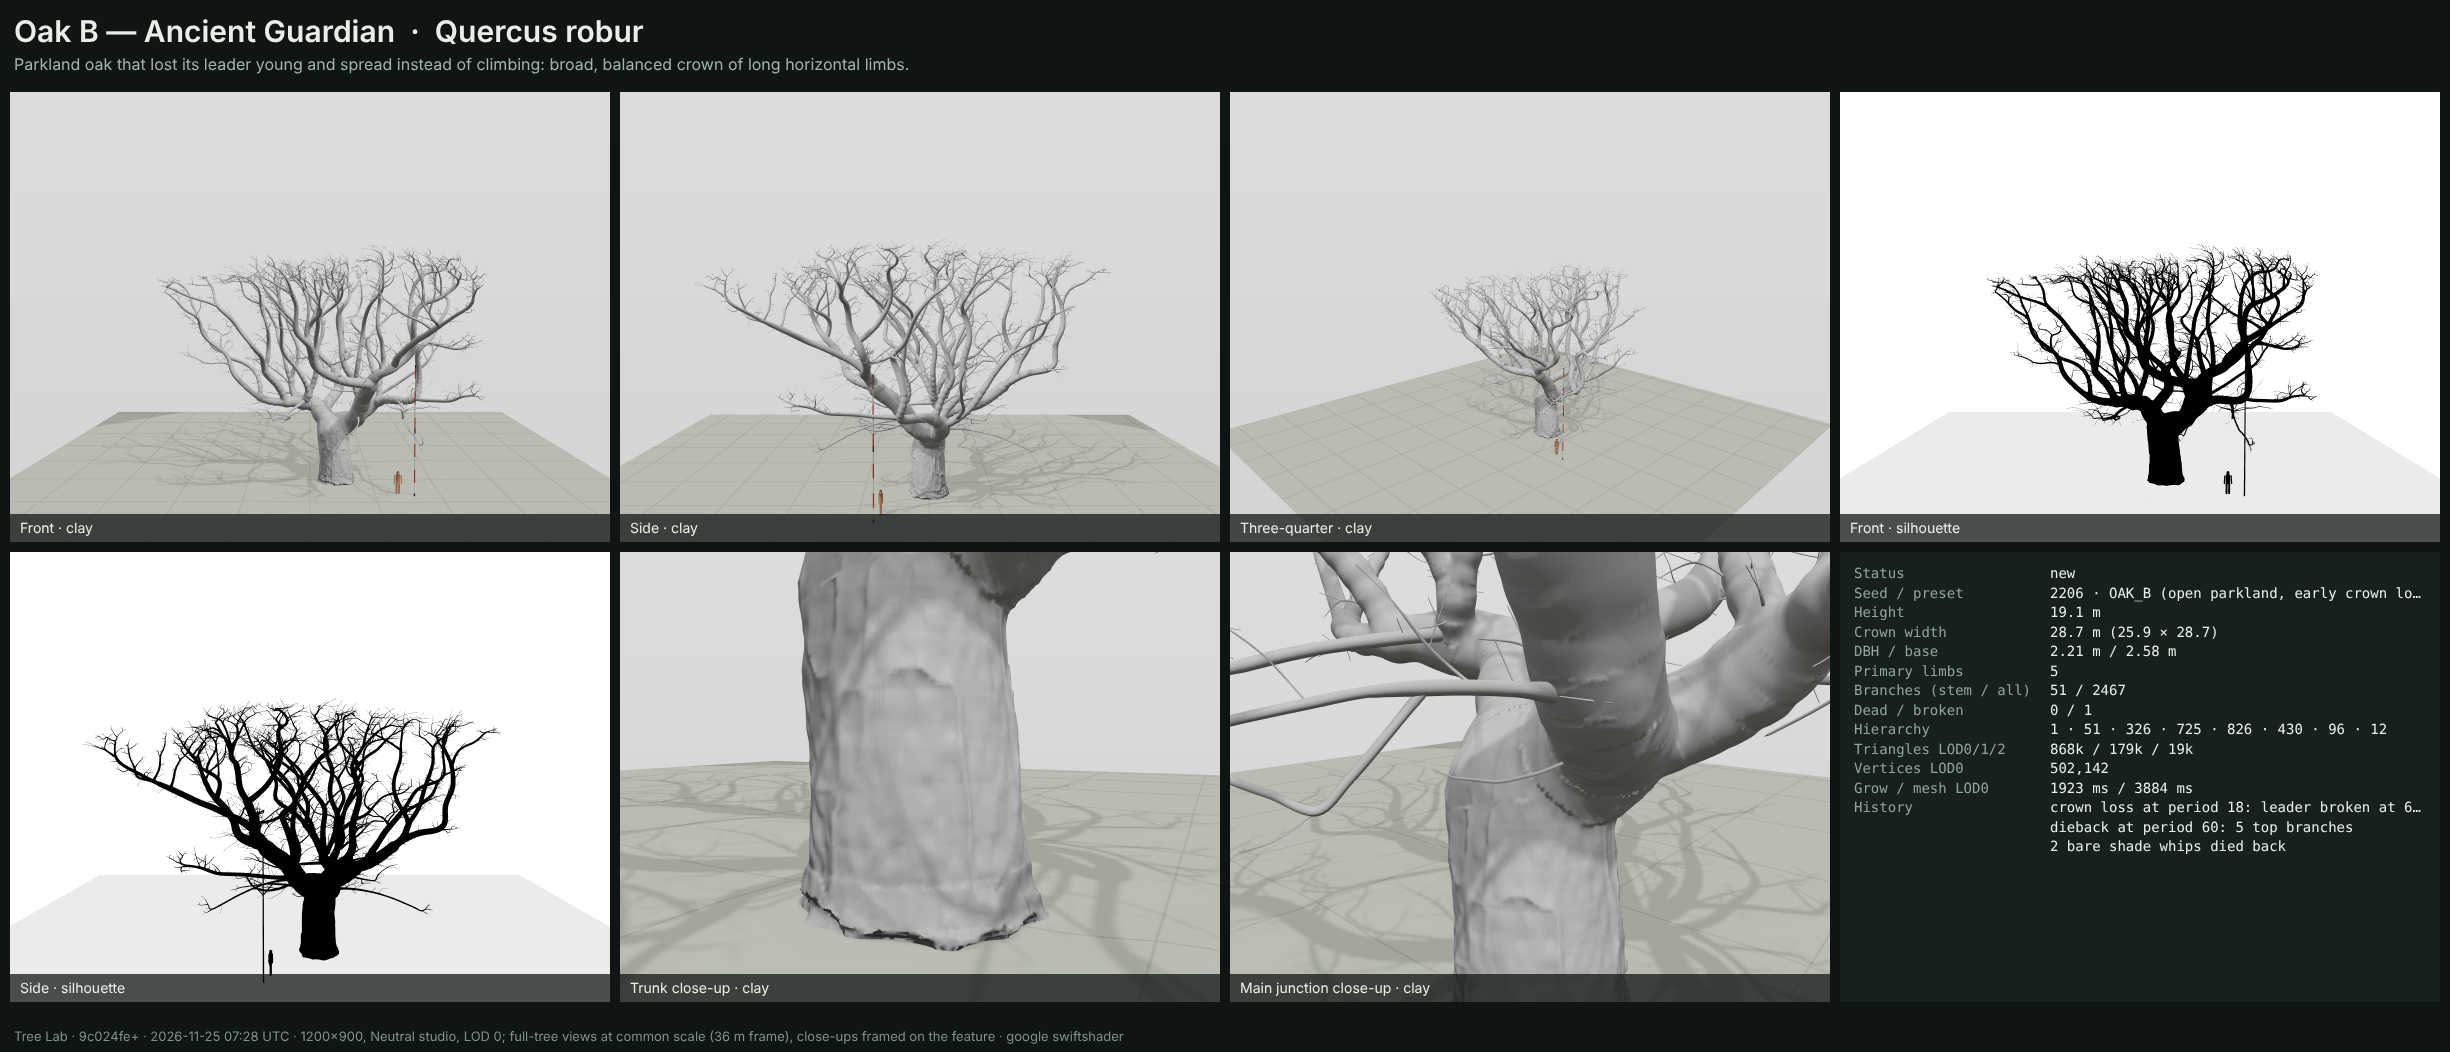 Oak B — Ancient Guardian · Quercus robur
Parkland oak that lost its leader young and spread instead of climbing: broad, balanced crown of long horizontal limbs.
Front · clay
Side · clay
Three-quarter · clay
Front · silhouette
Side · silhouette
Trunk close-up · clay
Main junction close-up · clay
Status new
Seed / preset 2206 · OAK_B (open parkland, early crown lo…
Height 19.1 m
Crown width 28.7 m (25.9 × 28.7)
DBH / base 2.21 m / 2.58 m
Primary limbs 5
Branches (stem / all) 51 / 2467
Dead / broken 0 / 1
Hierarchy 1 · 51 · 326 · 725 · 826 · 430 · 96 · 12
Triangles LOD0/1/2 868k / 179k / 19k
Vertices LOD0 502,142
Grow / mesh LOD0 1923 ms / 3884 ms
History crown loss at period 18: leader broken at 6…
dieback at period 60: 5 top branches
2 bare shade whips died back
Tree Lab · 9c024fe+ · 2026-11-25 07:28 UTC · 1200×900, Neutral studio, LOD 0; full-tree views at common scale (36 m frame), close-ups framed on the feature · google swiftshader